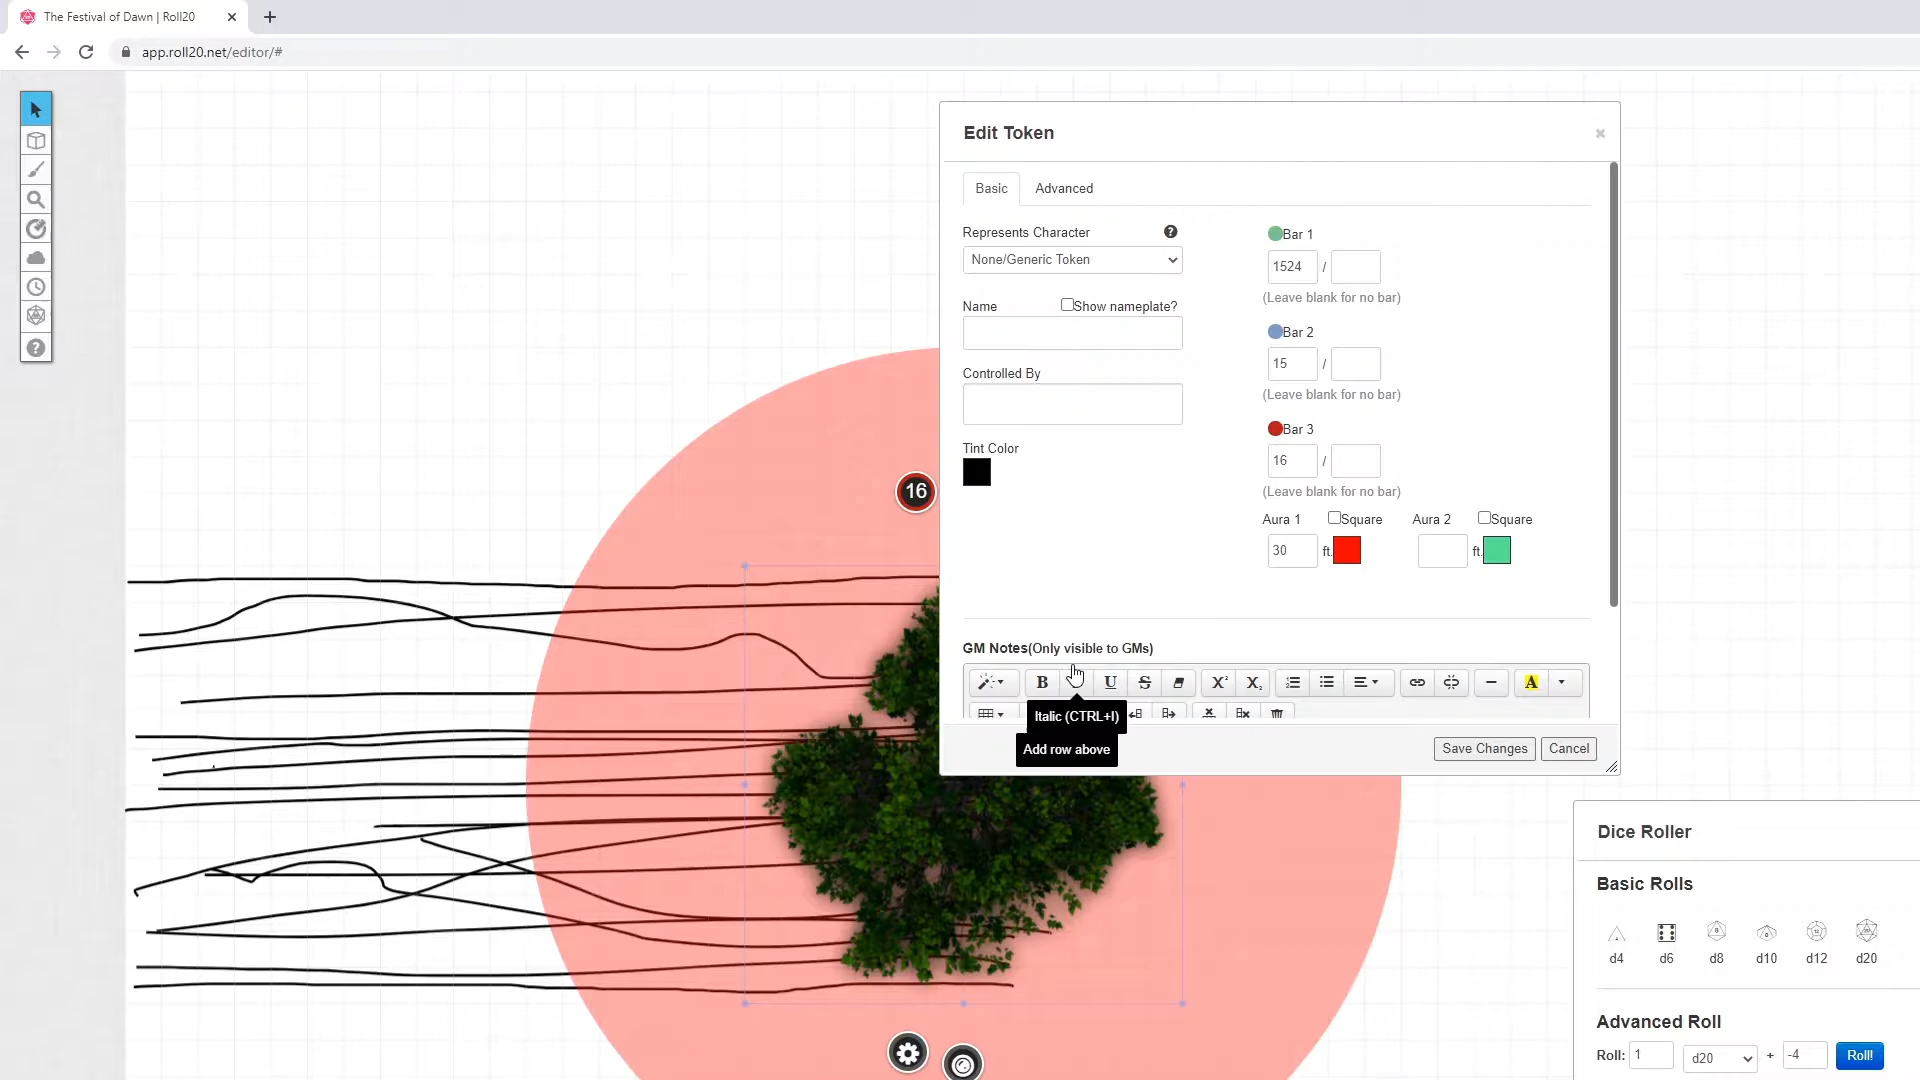 The Festival of Dawn | Roll20
app.roll20.net/editor/#
Edit Token
Basic Advanced
Represents Character
None/Generic Token
Name Show nameplate?
Controlled By
Tint Color
Bar 1
1524 /
(Leave blank for no bar)
Bar 2
15 /
(Leave blank for no bar)
Bar 3
16 /
(Leave blank for no bar)
Aura 1 Square Aura 2 Square
30 ft. ft.
16
GM Notes(Only visible to GMs)
B U S X² X₂ A
Italic (CTRL+I)
Add row above
Save Changes Cancel
Dice Roller
Basic Rolls
d4 d6 d8 d10 d12 d20
Advanced Roll
Roll: 1 d20 + -4 Roll!